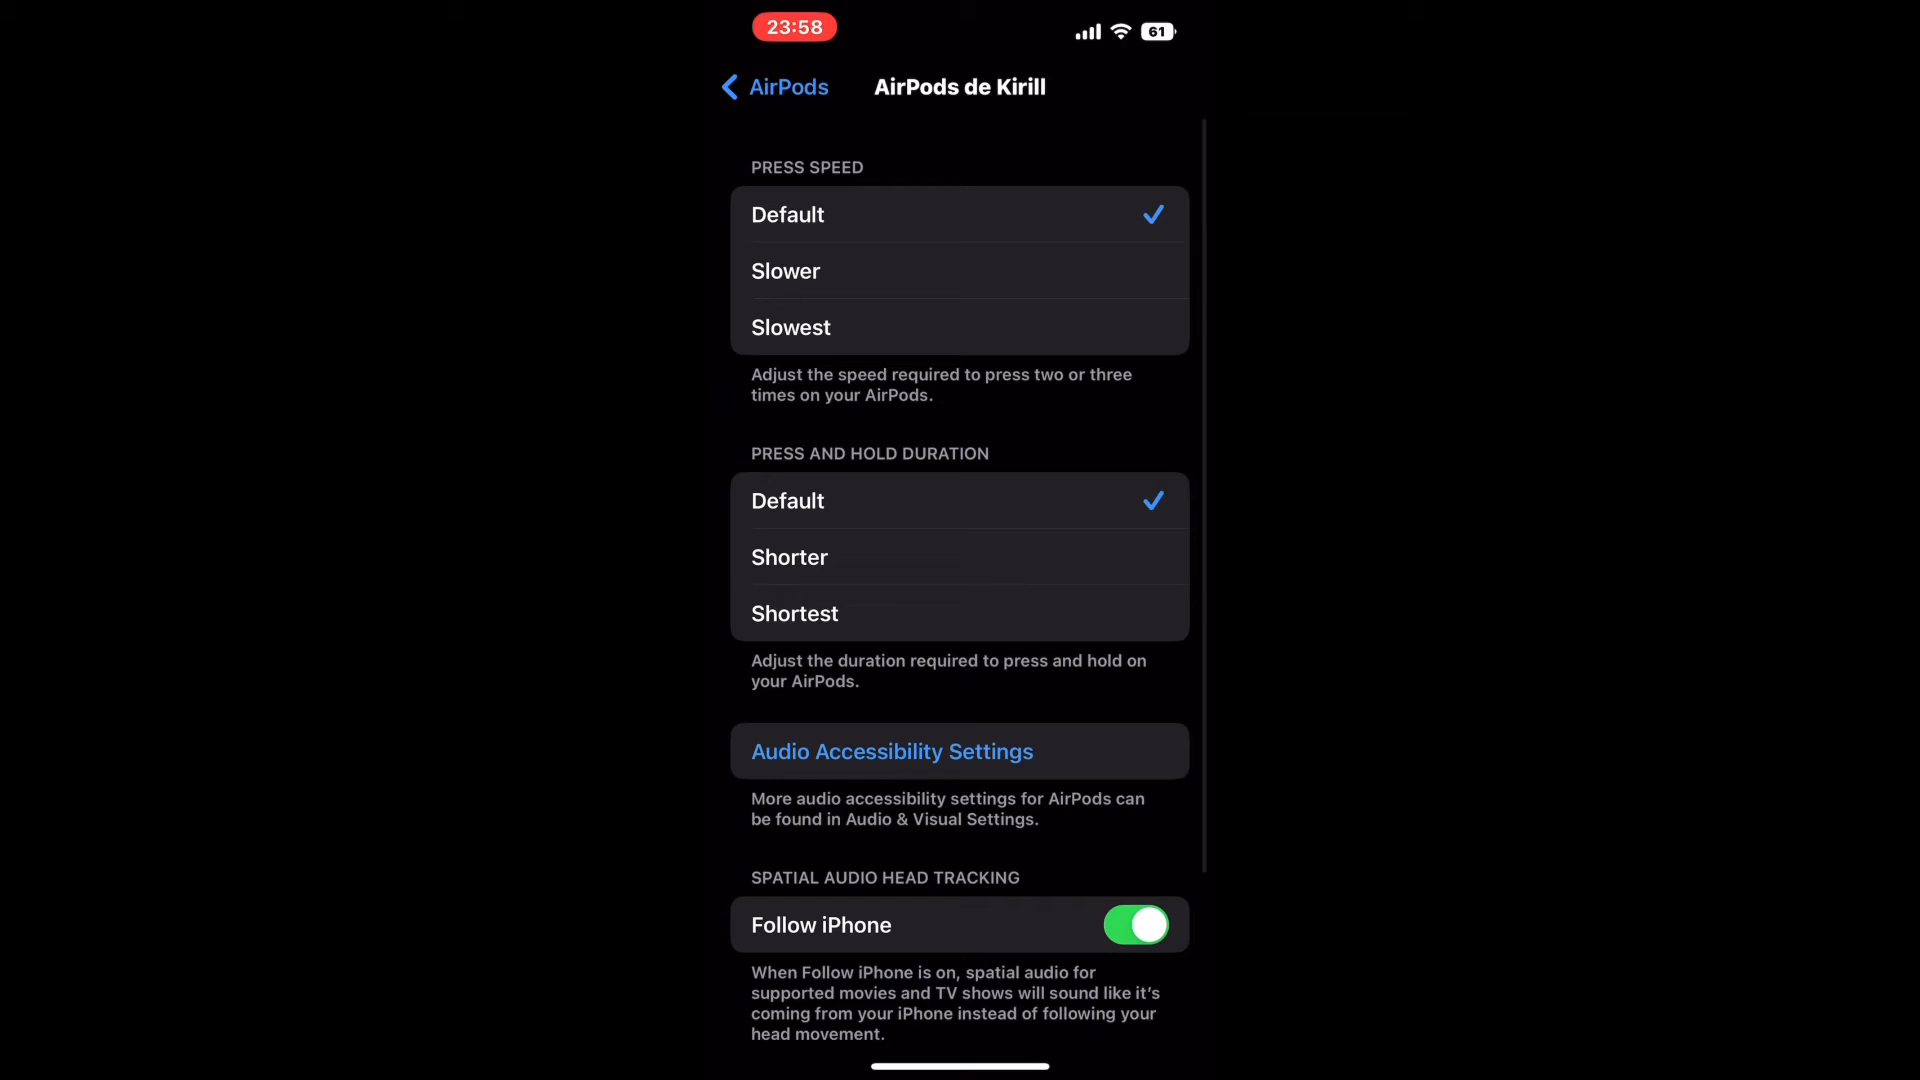 23:58
61
AirPods
AirPods de Kirill
PRESS SPEED
Default
Slower
Slowest
Adjust the speed required to press two or three
times on your AirPods.
PRESS AND HOLD DURATION
Default
Shorter
Shortest
Adjust the duration required to press and hold on
your AirPods.
Audio Accessibility Settings
More audio accessibility settings for AirPods can
be found in Audio & Visual Settings.
SPATIAL AUDIO HEAD TRACKING
Follow iPhone
When Follow iPhone is on, spatial audio for
supported movies and TV shows will sound like it’s
coming from your iPhone instead of following your
head movement.